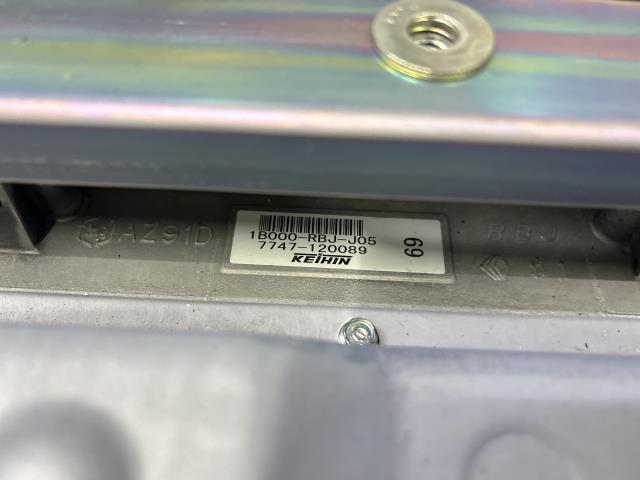 AZ91D
1B000-RBJ-J05
7747-120089
KEIHIN
69
RBJ